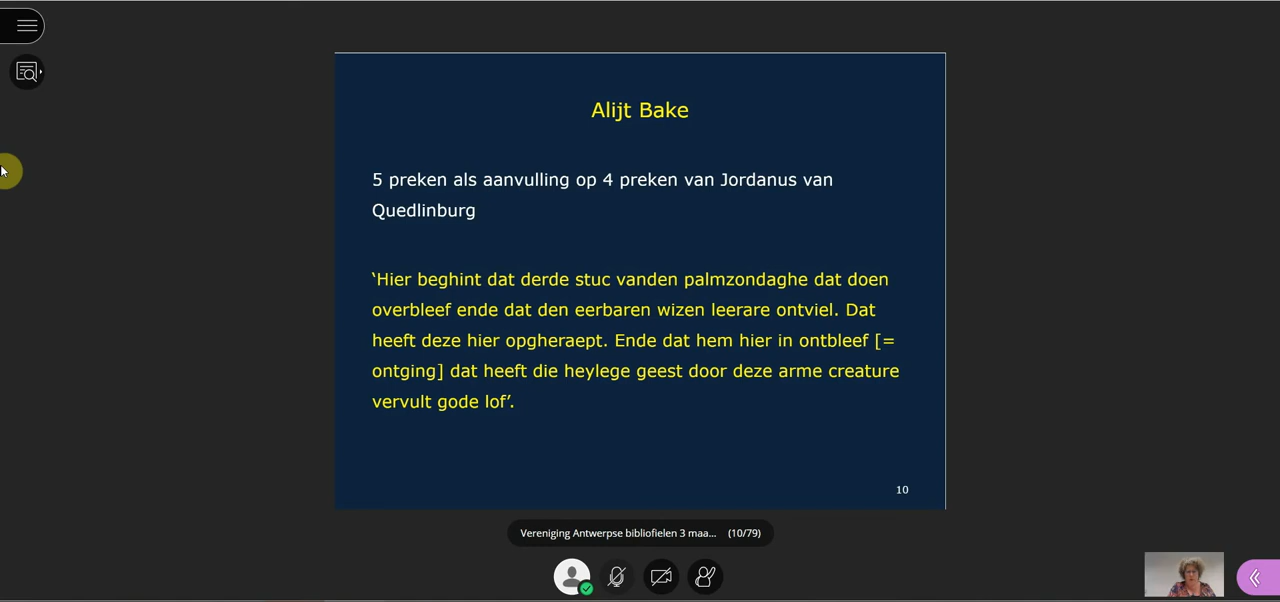 Alijt Bake
5 preken als aanvulling op 4 preken van Jordanus van
Quedlinburg
‘Hier beghint dat derde stuc vanden palmzondaghe dat doen
overbleef ende dat den eerbaren wizen leerare ontviel. Dat
heeft deze hier opgheraept. Ende dat hem hier in ontbleef [=
ontging] dat heeft die heylege geest door deze arme creature
vervult gode lof’.
10
Vereniging Antwerpse bibliofielen 3 maa... (10/79)